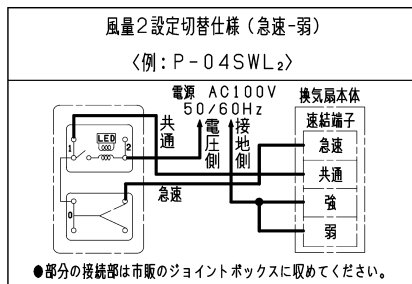 風量2設定切替仕様（急速-弱）
〈例：P-04SWL₂〉
電源 AC100V
50/60Hz
換気扇本体
速結端子
急速
共通
強
弱
共通
電圧側
接地側
LED
1
2
急速
0
●部分の接続部は市販のジョイントボックスに収めてください。